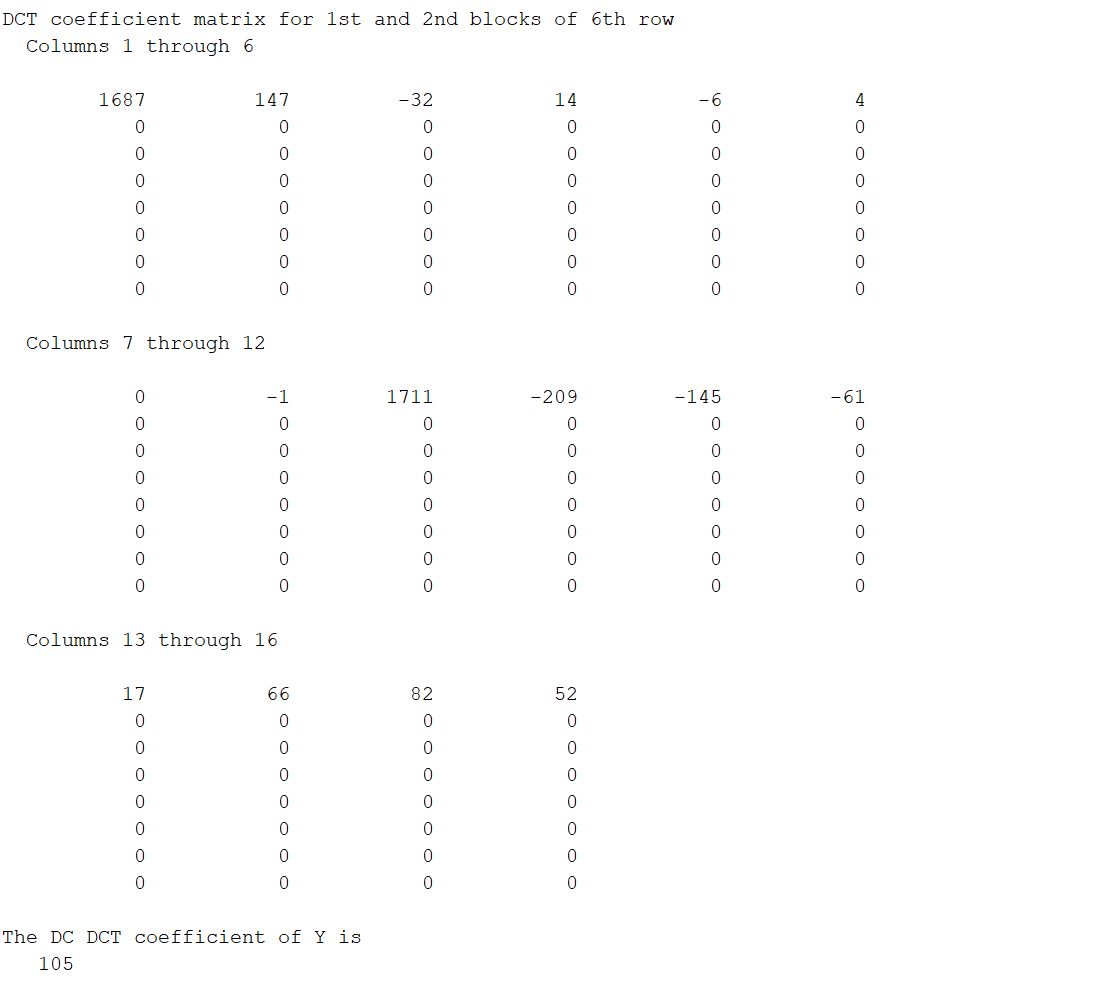 DCT coefficient matrix for 1st and 2nd blocks of 6th row
Columns 1 through 6
1687 147 -32 14 -6 4
0 0 0 0 0 0
0 0 0 0 0 0
0 0 0 0 0 0
0 0 0 0 0 0
0 0 0 0 0 0
0 0 0 0 0 0
0 0 0 0 0 0
Columns 7 through 12
0 -1 1711 -209 -145 -61
0 0 0 0 0 0
0 0 0 0 0 0
0 0 0 0 0 0
0 0 0 0 0 0
0 0 0 0 0 0
0 0 0 0 0 0
0 0 0 0 0 0
Columns 13 through 16
17 66 82 52
0 0 0 0
0 0 0 0
0 0 0 0
0 0 0 0
0 0 0 0
0 0 0 0
0 0 0 0
The DC DCT coefficient of Y is
105